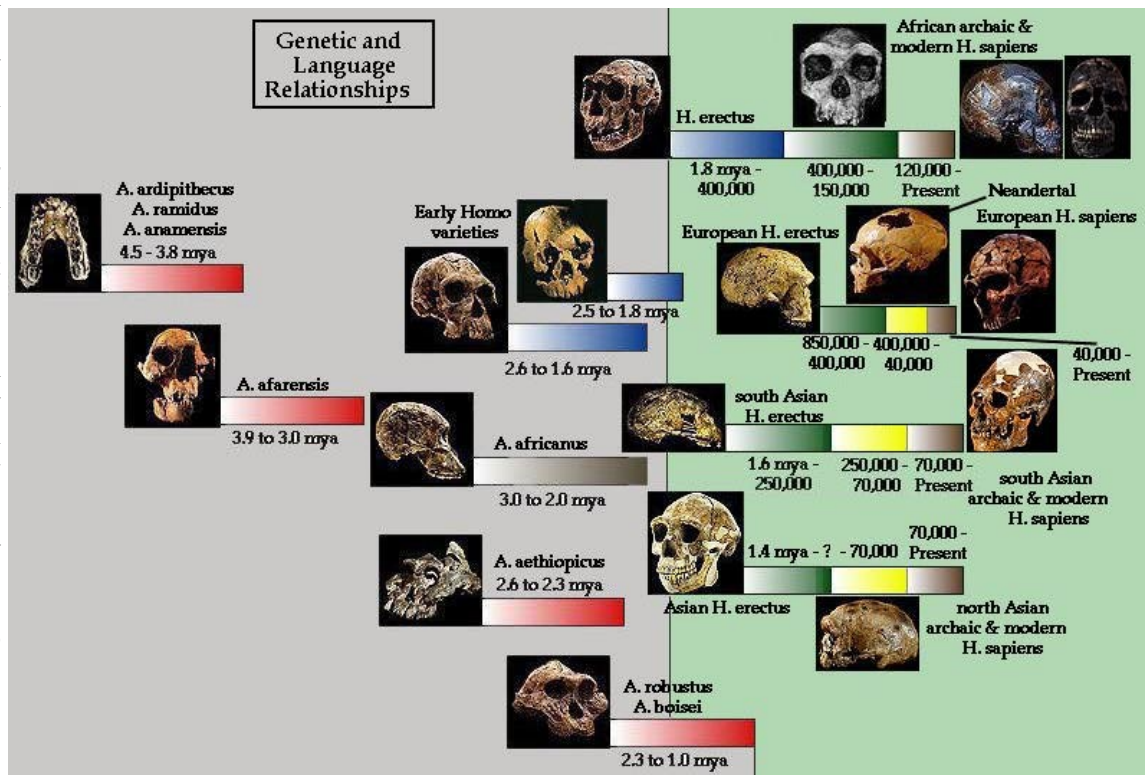 Genetic and
Language
Relationships
African archaic &
modern H. sapiens
H. erectus
1.8 mya -
400,000
400,000 -
150,000
120,000 -
Present
A. ardipithecus
A. ramidus
A. anamensis
4.5 - 3.8 mya
Early Homo
varieties
2.5 to 1.8 mya
2.6 to 1.6 mya
Neandertal
European H. erectus
European H. sapiens
850,000 -
400,000
400,000 -
40,000
40,000 -
Present
A. afarensis
3.9 to 3.0 mya
A. africanus
3.0 to 2.0 mya
south Asian
H. erectus
1.6 mya -
250,000
250,000 -
70,000
70,000 -
Present
south Asian
archaic & modern
H. sapiens
A. aethiopicus
2.6 to 2.3 mya
1.4 mya - ? - 70,000
70,000 -
Present
Asian H. erectus
north Asian
archaic & modern
H. sapiens
A. robustus
A. boisei
2.3 to 1.0 mya